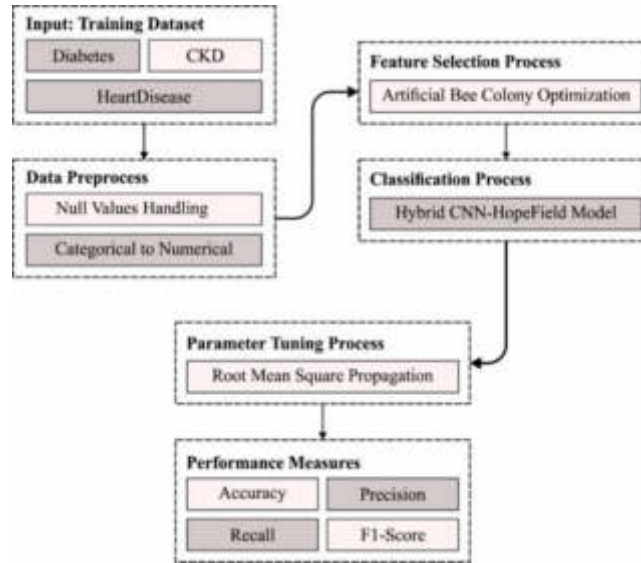 Input: Training Dataset
Diabetes
CKD
HeartDisease
Data Preprocess
Null Values Handling
Categorical to Numerical
Feature Selection Process
Artificial Bee Colony Optimization
Classification Process
Hybrid CNN-HopeField Model
Parameter Tuning Process
Root Mean Square Propagation
Performance Measures
Accuracy
Precision
Recall
F1-Score